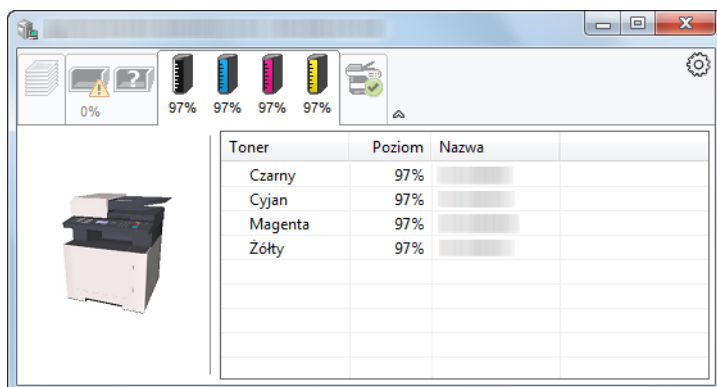 ?
0% 97% 97% 97% 97%
Toner Poziom Nazwa
Czarny 97%
Cyjan 97%
Magenta 97%
Żółty 97%